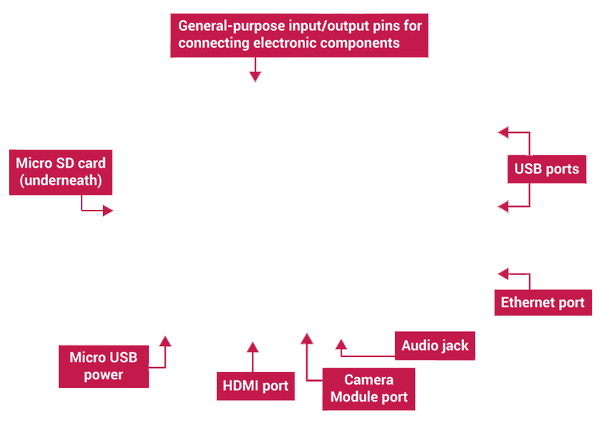 General-purpose input/output pins for
connecting electronic components
Micro SD card
(underneath)
USB ports
Ethernet port
Audio jack
Micro USB
power
HDMI port
Camera
Module port